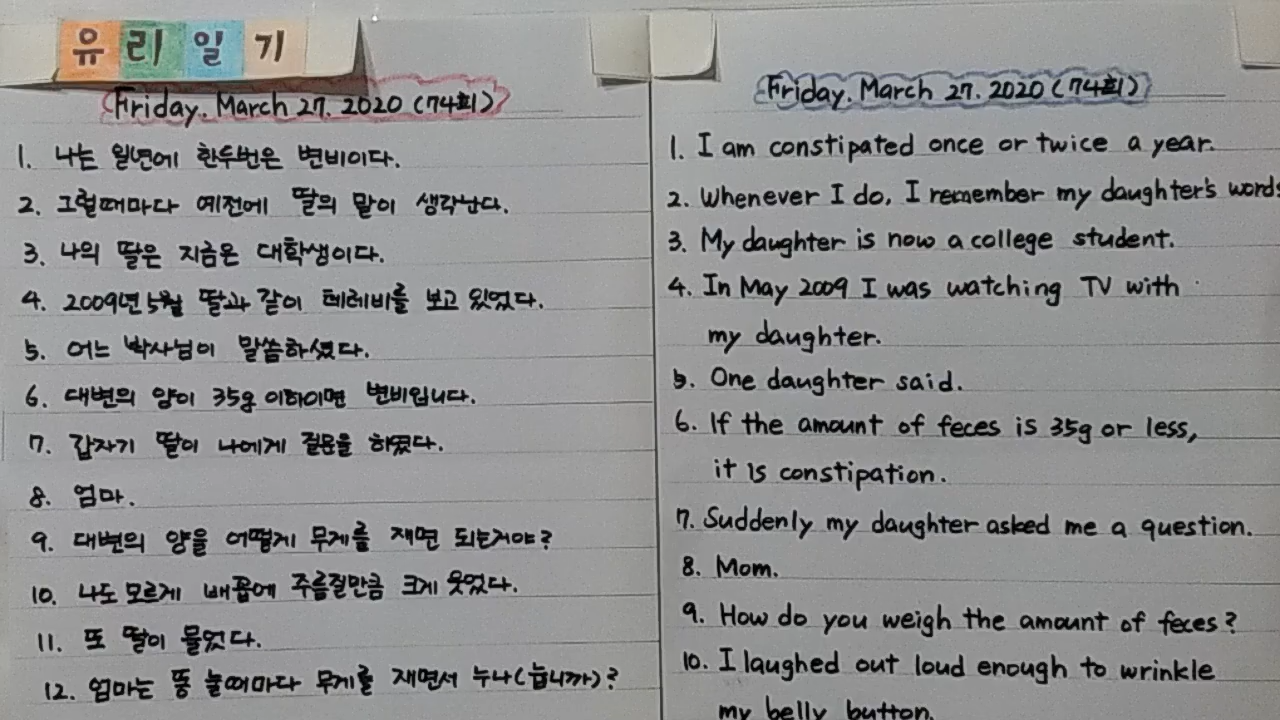 유리일기
Friday. March 27. 2020 (74회)
1. 나는 일년에 한두번은 변비이다.
2. 그럴때마다 예전에 딸의 말이 생각난다.
3. 나의 딸은 지금은 대학생이다.
4. 2009년 5월 딸과 같이 테레비를 보고 있었다.
5. 어느 박사님이 말씀하셨다.
6. 대변의 양이 35g 이하이면 변비입니다.
7. 갑자기 딸이 나에게 질문을 하였다.
8. 엄마.
9. 대변의 양을 어떻게 무게를 재면 되는거야?
10. 나도 모르게 배꼽에 주름질만큼 크게 웃었다.
11. 또 딸이 물었다.
12. 엄마는 똥 눌때마다 무게를 재면서 누나(눕니까)?
Friday. March 27. 2020 (74회)
1. I am constipated once or twice a year.
2. Whenever I do, I remember my daughter's words
3. My daughter is now a college student.
4. In May 2009 I was watching TV with
my daughter.
5. One daughter said.
6. If the amount of feces is 35g or less,
it is constipation.
7. Suddenly my daughter asked me a question.
8. Mom.
9. How do you weigh the amount of feces?
10. I laughed out loud enough to wrinkle
my belly button.